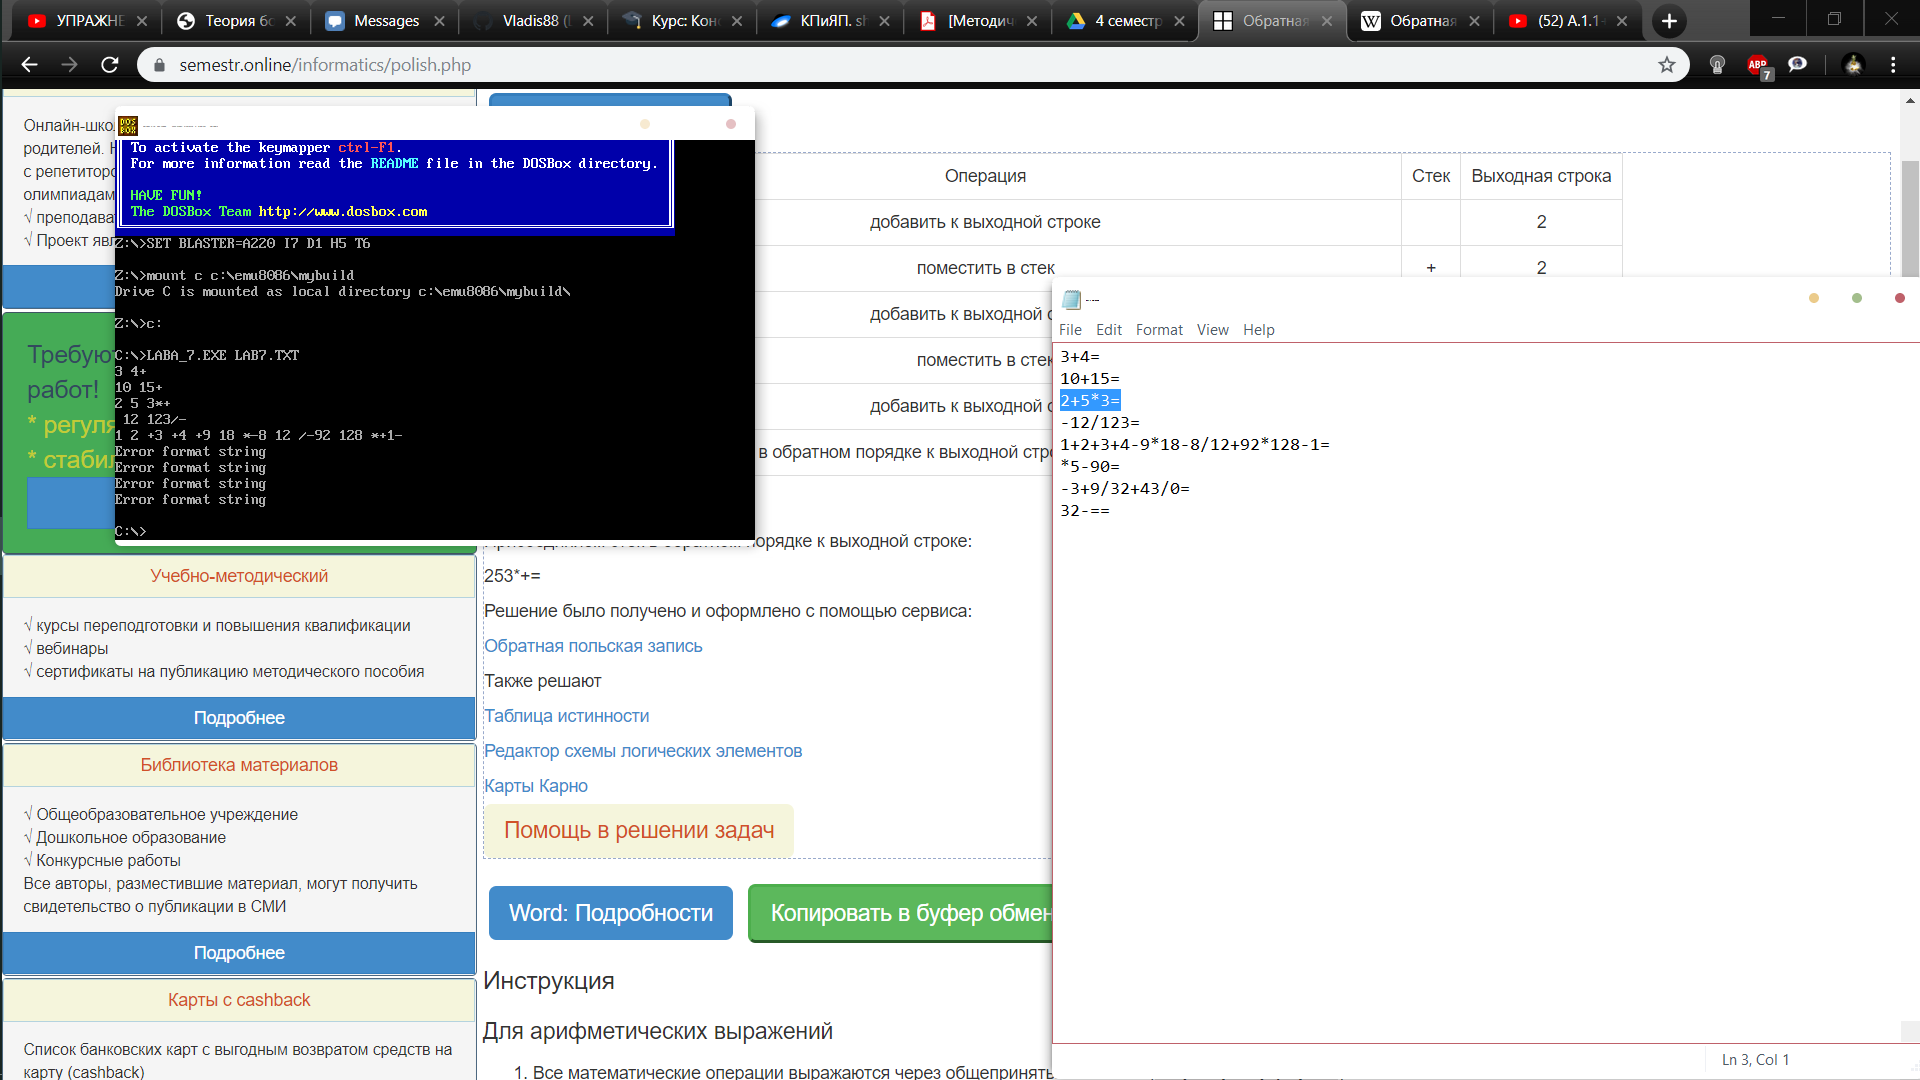 УПРАЖНЕ
Теория бо
Messages
Vladis88 (
Курс: Кон
КПиЯП.
[Методич
4 семестр
Обратная
Обратная
(52) A.1.1
semestr.online/informatics/polish.php
ABP
7
Онлайн-шко
родителей.
с репетиторо
олимпиадам
√ преподава
√ Проект явл
Требую
работ!
* регуля
* стабил
DOS
BOX
To activate the keymapper ctrl-F1.
For more information read the README file in the DOSBox directory.
HAVE FUN!
The DOSBox Team http://www.dosbox.com
Z:\>SET BLASTER=A220 I7 D1 H5 T6
Z:\>mount c c:\emu8086\mybuild
Drive C is mounted as local directory c:\emu8086\mybuild\
Z:\>c:
C:\>LABA_7.EXE LAB7.TXT
3 4+
10 15+
2 5 3*+
12 123/-
1 2 +3 +4 +9 18 *-8 12 /-92 128 *+1-
Error format string
Error format string
Error format string
Error format string
C:\>
Операция
Стек
Выходная строка
добавить к выходной строке
2
поместить в стек
+
2
добавить к выходной с
поместить в стек
добавить к выходной с
в обратном порядке к выходной стро
File Edit Format View Help
3+4=
10+15=
2+5*3=
-12/123=
1+2+3+4-9*18-8/12+92*128-1=
*5-90=
-3+9/32+43/0=
32-==
Ln 3, Col 1
порядке к выходной строке:
253*+=
Решение было получено и оформлено с помощью сервиса:
Обратная польская запись
Также решают
Таблица истинности
Редактор схемы логических элементов
Карты Карно
Помощь в решении задач
Word: Подробности
Копировать в буфер обмен
Инструкция
Для арифметических выражений
1. Все математические операции выражаются через общепринят
Учебно-методический
√ курсы переподготовки и повышения квалификации
√ вебинары
√ сертификаты на публикацию методического пособия
Подробнее
Библиотека материалов
√ Общеобразовательное учреждение
√ Дошкольное образование
√ Конкурсные работы
Все авторы, разместившие материал, могут получить
свидетельство о публикации в СМИ
Подробнее
Карты с cashback
Список банковских карт с выгодным возвратом средств на
карту (cashback)